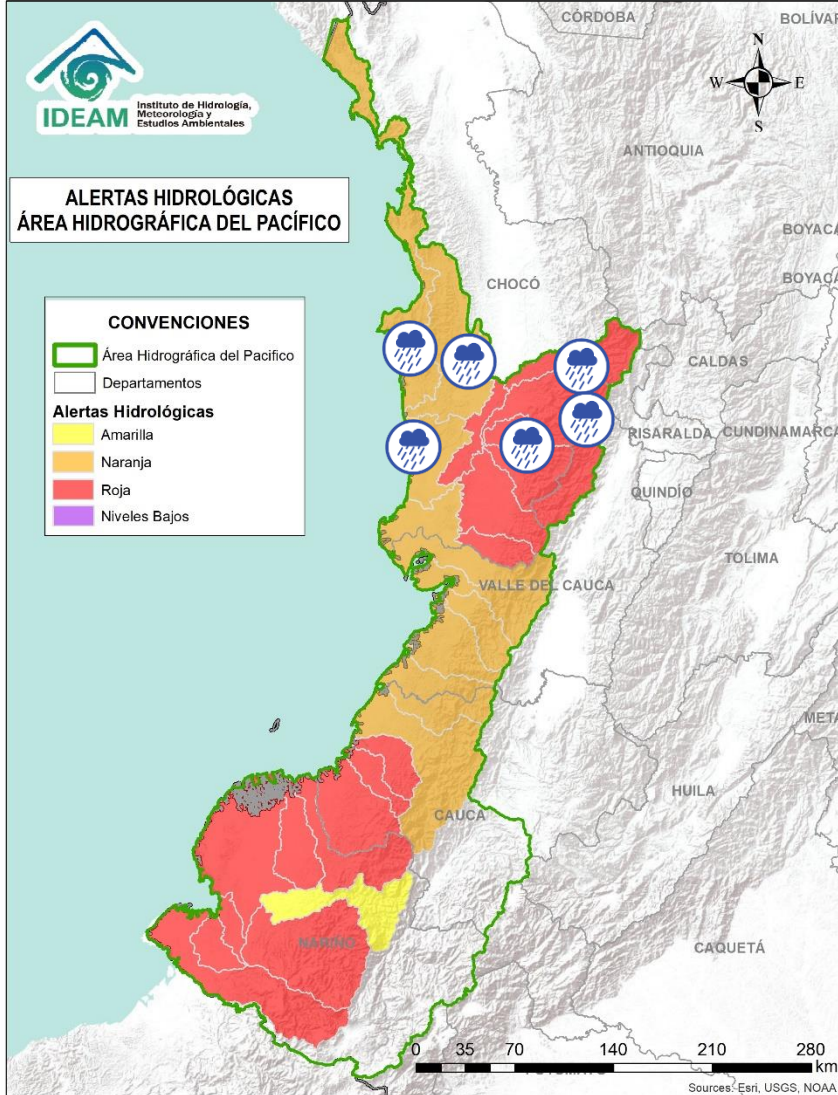 IDEAM
Instituto de Hidrología,
Meteorología y
Estudios Ambientales
ALERTAS HIDROLÓGICAS
ÁREA HIDROGRÁFICA DEL PACÍFICO
CONVENCIONES
Área Hidrográfica del Pacifico
Departamentos
Alertas Hidrológicas
Amarilla
Naranja
Roja
Niveles Bajos
N
W E
S
CÓRDOBA
BOLÍVAR
ANTIOQUIA
BOYACÁ
CHOCÓ
BOYACÁ
CALDAS
RISARALDA
CUNDINAMARCA
QUINDÍO
TOLIMA
VALLE DEL CAUCA
META
HUILA
CAUCA
NARIÑO
CAQUETÁ
0 35 70 140 210 280
km
Sources: Esri, USGS, NOAA